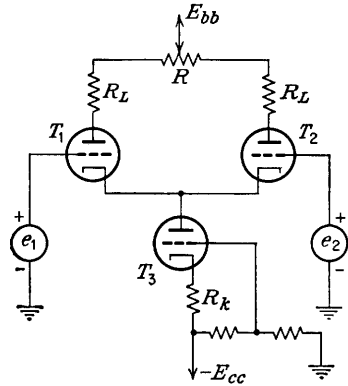 E_bb
R
R_L
R_L
T_1
T_2
+
+
e_1
e_2
-
-
T_3
R_k
-E_cc